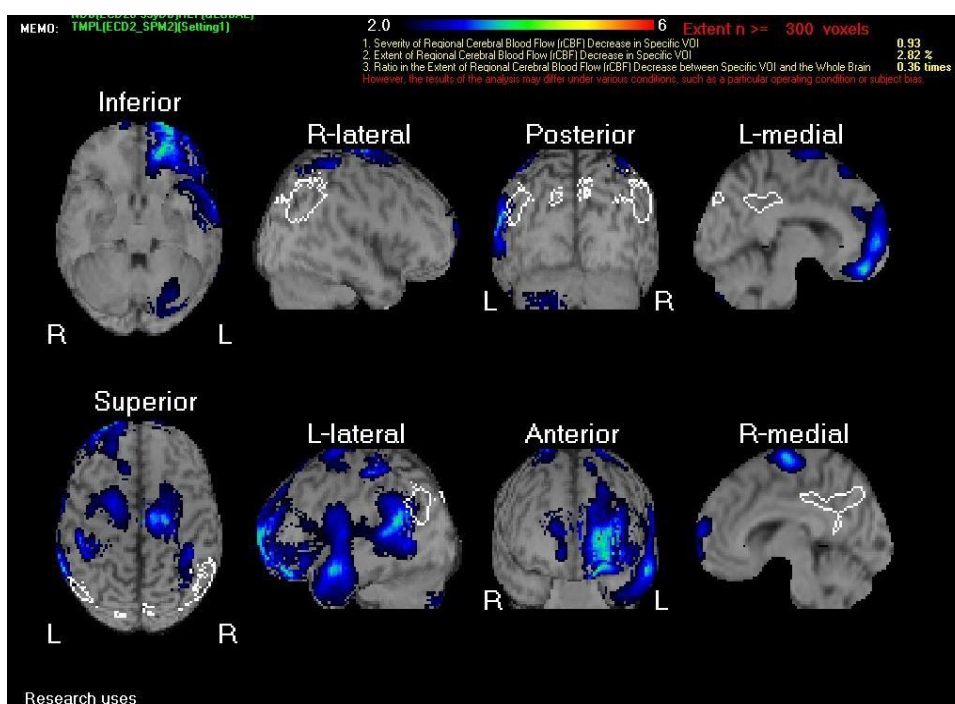 MEMO:
TMPL(ECD2_SPM2)(Setting1)
2.0 6 Extent n >= 300 voxels
1. Severity of Regional Cerebral Blood Flow (rCBF) Decrease in Specific VOI 0.93
2. Extent of Regional Cerebral Blood Flow (rCBF) Decrease in Specific VOI 2.82 %
3. Ratio in the Extent of Regional Cerebral Blood Flow (rCBF) Decrease between Specific VOI and the Whole Brain 0.36 times
However, the results of the analysis may differ under various conditions, such as a particular operating condition or subject bias.
Inferior
R-lateral
Posterior
L-medial
R L
L R
Superior
L-lateral
Anterior
R-medial
L R
R L
Research uses